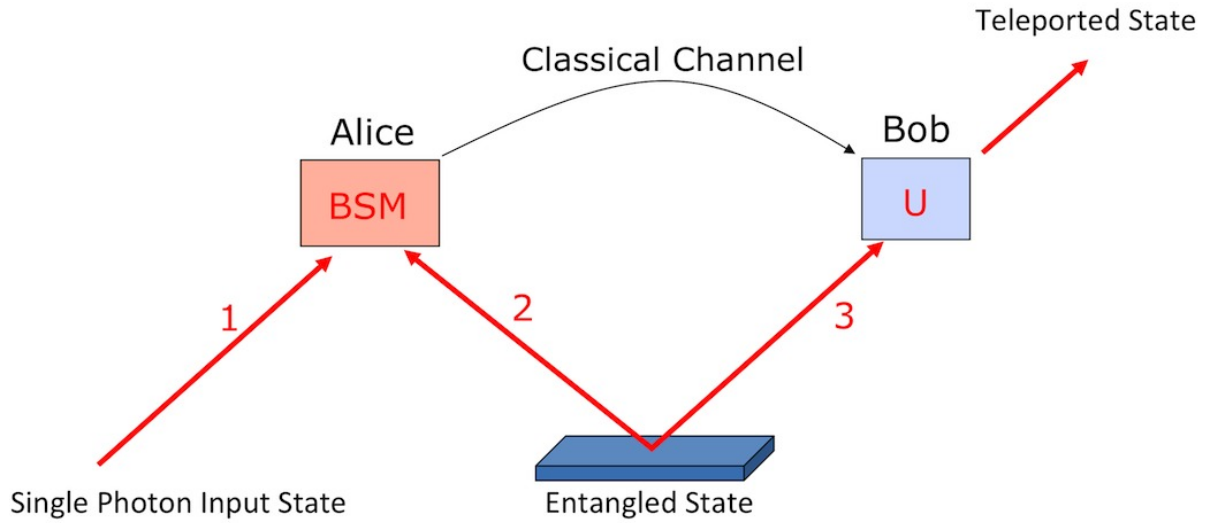 Teleported State
Classical Channel
Alice
Bob
BSM
U
1
2
3
Single Photon Input State
Entangled State